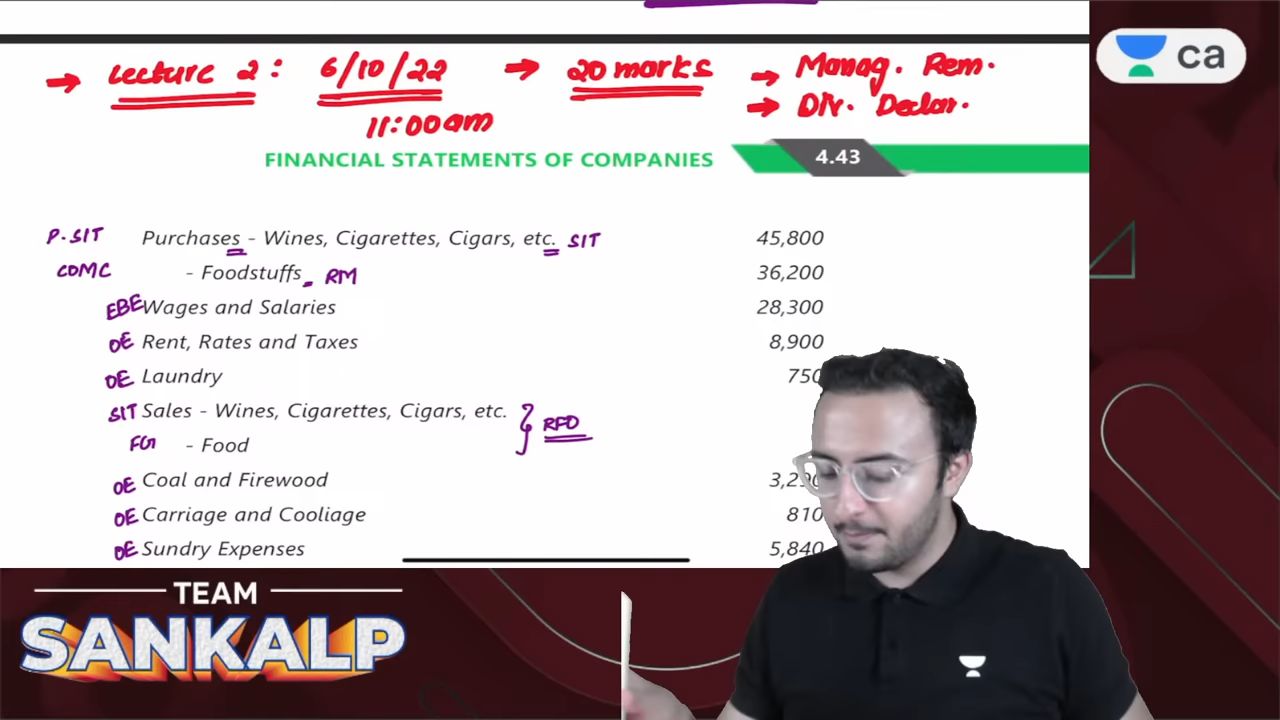 → Lecture 2 : 6/10/22 → 20 marks → Manag. Rem.
11:00am → Div. Declar.
ca
FINANCIAL STATEMENTS OF COMPANIES 4.43
P.SIT Purchases - Wines, Cigarettes, Cigars, etc. SIT 45,800
COMC - Foodstuffs RM 36,200
EBE Wages and Salaries 28,300
OE Rent, Rates and Taxes 8,900
OE Laundry 750
SIT Sales - Wines, Cigarettes, Cigars, etc. } RFO
FG - Food
OE Coal and Firewood
OE Carriage and Cooliage 810
OE Sundry Expenses 5,840
TEAM
SANKALP